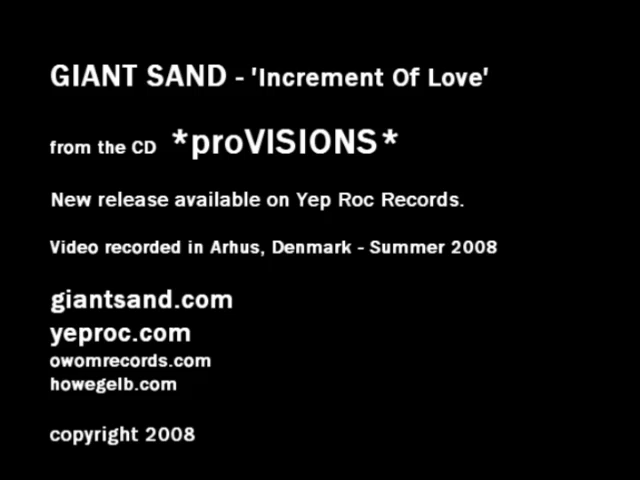 GIANT SAND - 'Increment Of Love'
from the CD *proVISIONS*
New release available on Yep Roc Records.
Video recorded in Arhus, Denmark - Summer 2008
giantsand.com
yeproc.com
owomrecords.com
howegelb.com
copyright 2008